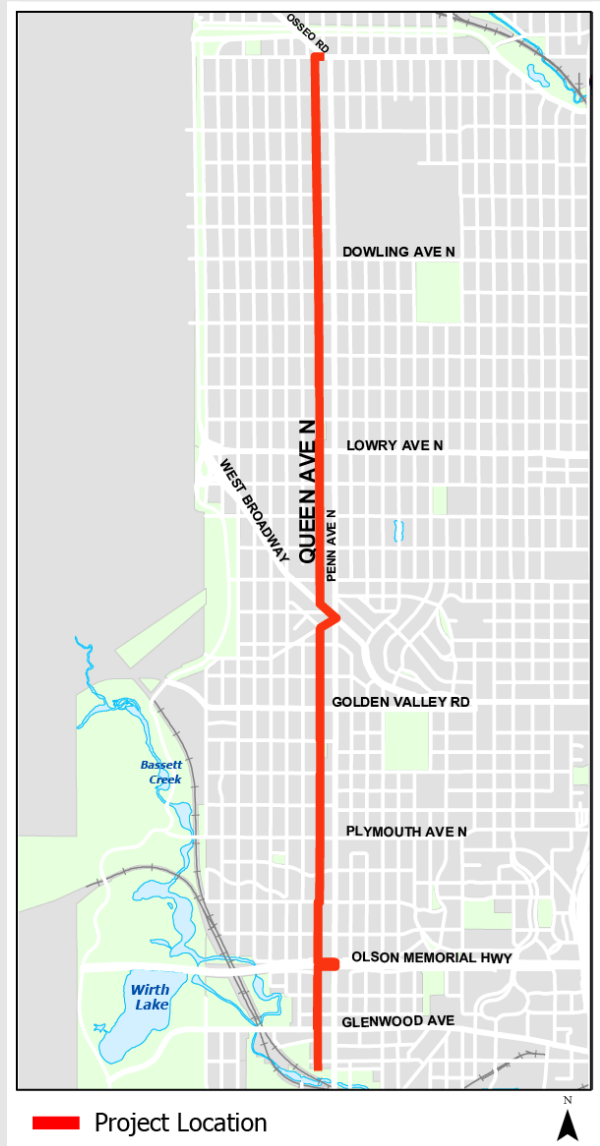 OSSEO RD
DOWLING AVE N
QUEEN AVE N
LOWRY AVE N
WEST BROADWAY
PENN AVE N
GOLDEN VALLEY RD
Bassett
Creek
PLYMOUTH AVE N
OLSON MEMORIAL HWY
Wirth
Lake
GLENWOOD AVE
Project Location
N